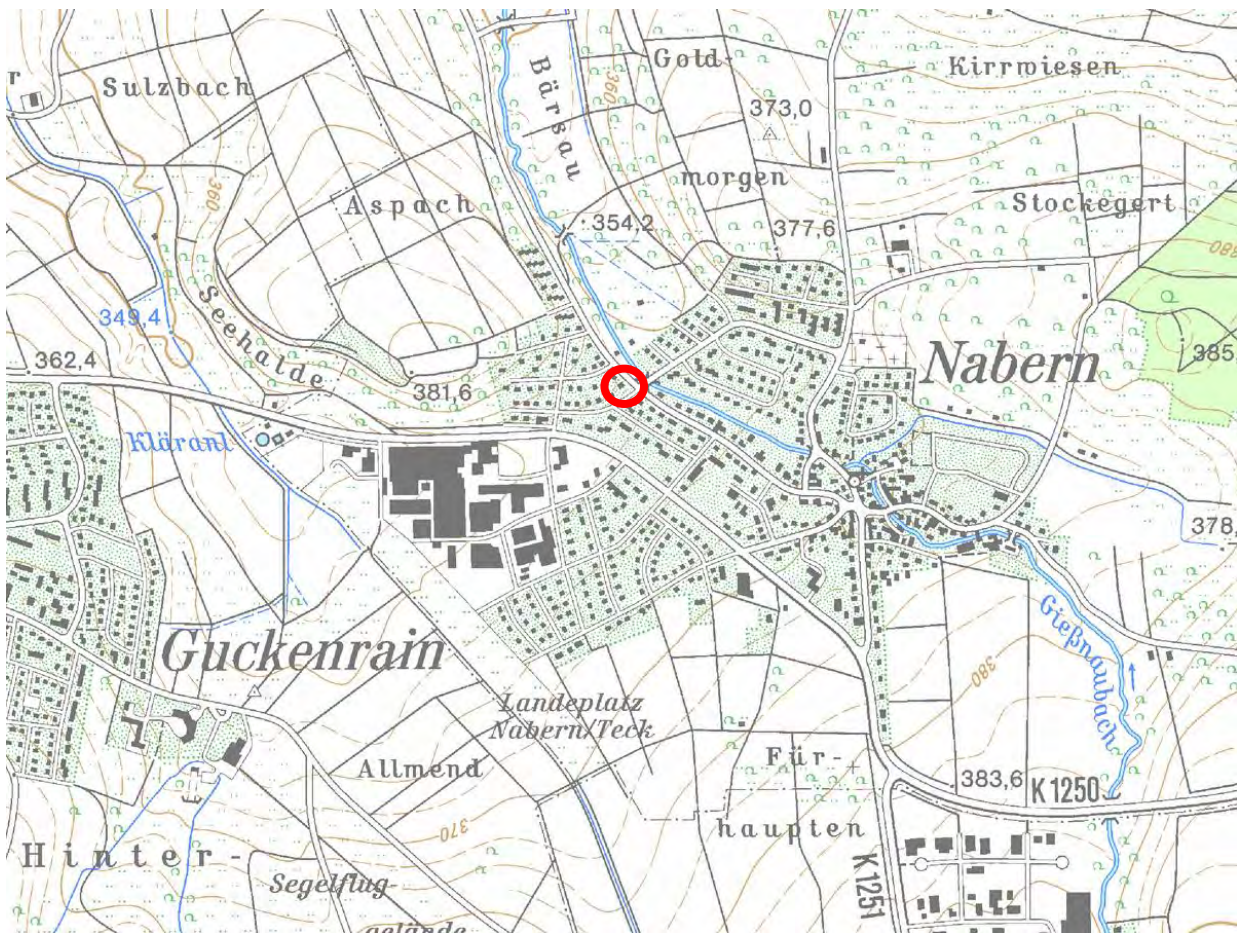 Gold-
Kirrwiesen
r
Sulzbach
Bärsau
360
373,0
morgen
Stockegert
Aspach
360
354,2
377,6
380
Seehalde
349,4
362,4
381,6
Nabern
385,
Kläranl
378,
Guckenrain
Gießnaubach
380
Landeplatz
Nabern/Teck
Allmend
Für-
383,6
K 1250
370
haupten
Hinter-
K 1251
Segelflug-
gelände